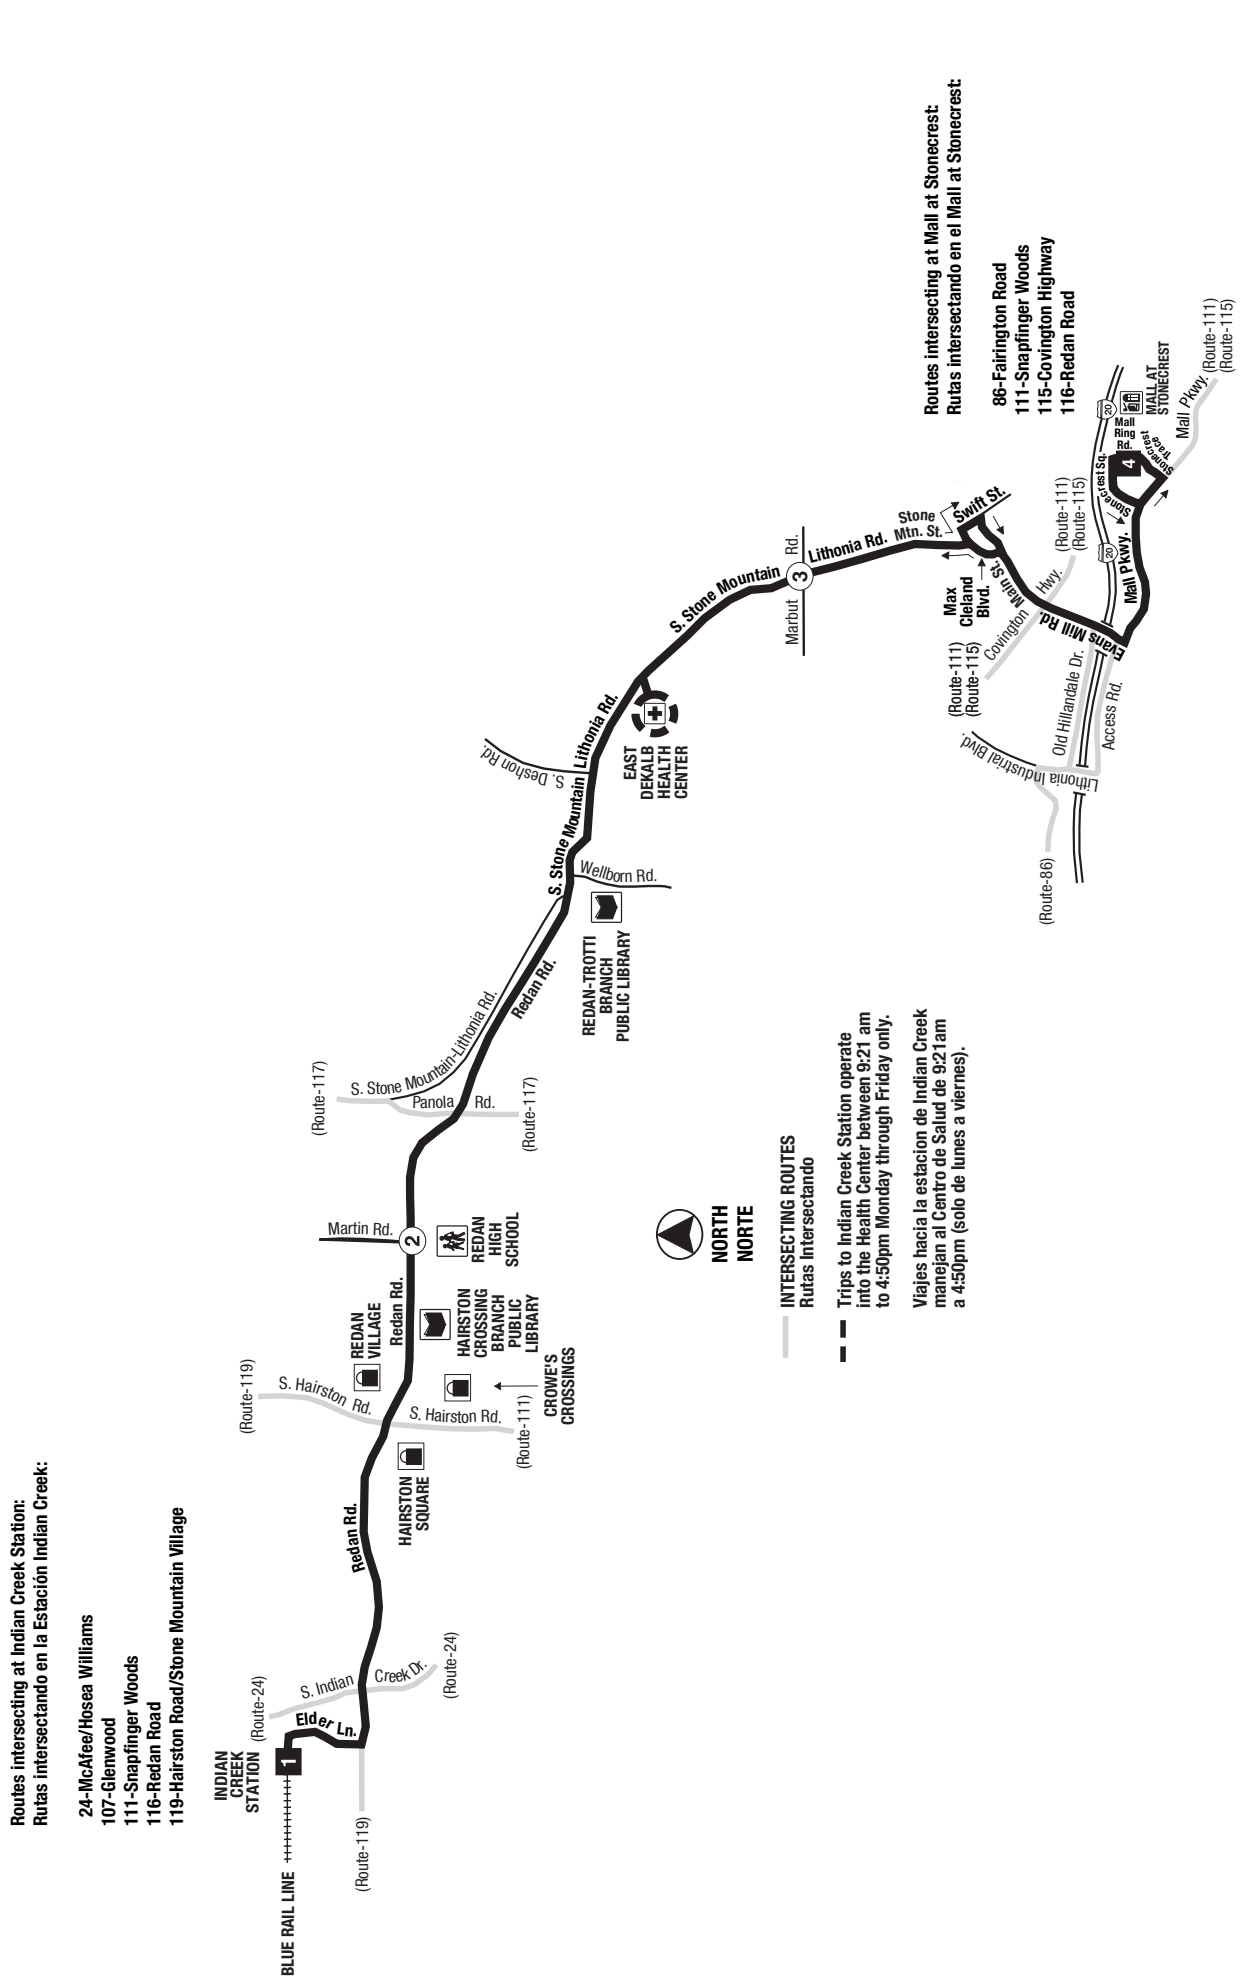 Routes intersecting at Indian Creek Station:
Rutas intersectando en la Estación Indian Creek:
24-McAfee/Hosea Williams
107-Glenwood
111-Snapfinger Woods
116-Redan Road
119-Hairston Road/Stone Mountain Village
BLUE RAIL LINE
INDIAN
CREEK
STATION
1
(Route-24)
Elder Ln.
(Route-119)
S. Indian
Creek Dr.
(Route-24)
Redan Rd.
HAIRSTON
SQUARE
(Route-119)
S. Hairston Rd.
S. Hairston Rd.
(Route-111)
CROWE'S
CROSSINGS
REDAN
VILLAGE
Redan Rd.
HAIRSTON
CROSSING
BRANCH
PUBLIC
LIBRARY
Martin Rd.
2
REDAN
HIGH
SCHOOL
(Route-117)
S. Stone Mountain-Lithonia Rd.
Panola Rd.
(Route-117)
Redan Rd.
REDAN-TROTTI
BRANCH
PUBLIC LIBRARY
Wellborn Rd.
S. Stone Mountain Lithonia Rd.
S. Deshon Rd.
EAST
DEKALB
HEALTH
CENTER
S. Stone Mountain
Marbut Rd.
3
Lithonia Rd.
Stone
Mtn. St.
Swift St.
Max
Cleland
Blvd.
Main St.
(Route-111)
(Route-115)
Covington Hwy.
(Route-111)
(Route-115)
Evans Mill Rd.
Old Hillandale Dr.
Access Rd.
Lithonia Industrial Blvd.
(Route-86)
20
Mall Pkwy.
Stonecrest Sq.
20
Mall
Ring
Rd.
4
Stonecrest
Trace
MALL AT
STONECREST
Mall Pkwy.
(Route-111)
(Route-115)
Routes intersecting at Mall at Stonecrest:
Rutas intersectando en el Mall at Stonecrest:
86-Fairington Road
111-Snapfinger Woods
115-Covington Highway
116-Redan Road
NORTH
NORTE
INTERSECTING ROUTES
Rutas Intersectando
Trips to Indian Creek Station operate
into the Health Center between 9:21 am
to 4:50pm Monday through Friday only.
Viajes hacia la estacion de Indian Creek
manejan al Centro de Salud de 9:21am
a 4:50pm (solo de lunes a viernes).